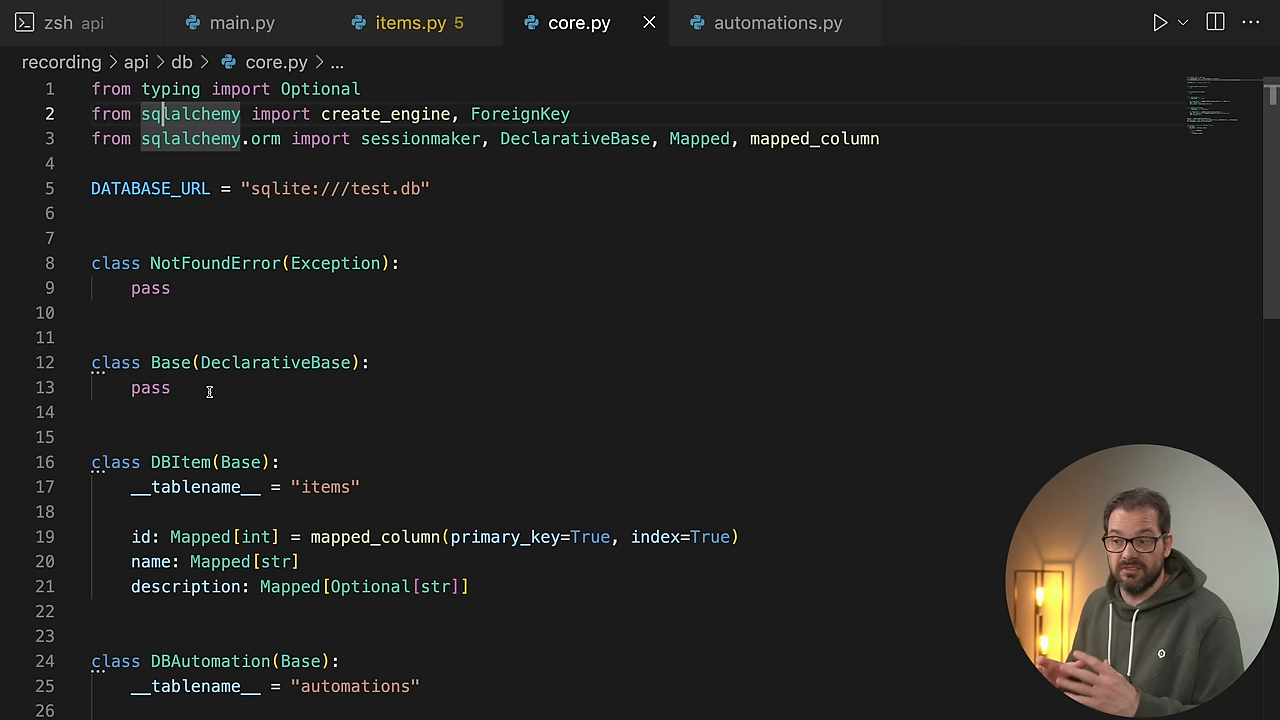 zsh api
main.py
items.py 5
core.py
automations.py
recording > api > db > core.py > ...
1 from typing import Optional
2 from sqlalchemy import create_engine, ForeignKey
3 from sqlalchemy.orm import sessionmaker, DeclarativeBase, Mapped, mapped_column
4
5 DATABASE_URL = "sqlite:///test.db"
6
7
8 class NotFoundError(Exception):
9 pass
10
11
12 class Base(DeclarativeBase):
13 pass
14
15
16 class DBItem(Base):
17 __tablename__ = "items"
18
19 id: Mapped[int] = mapped_column(primary_key=True, index=True)
20 name: Mapped[str]
21 description: Mapped[Optional[str]]
22
23
24 class DBAutomation(Base):
25 __tablename__ = "automations"
26